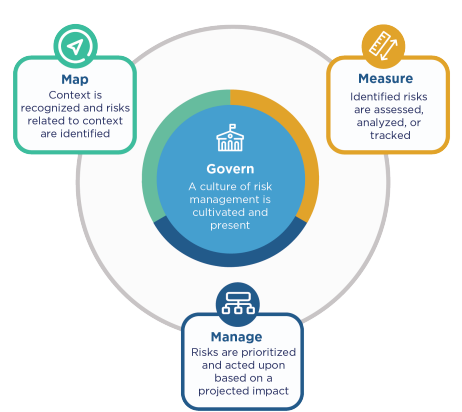 Map
Context is
recognized and risks
related to context
are identified
Measure
Identified risks
are assessed,
analyzed, or
tracked
Govern
A culture of risk
management is
cultivated and
present
Manage
Risks are prioritized
and acted upon
based on a
projected impact